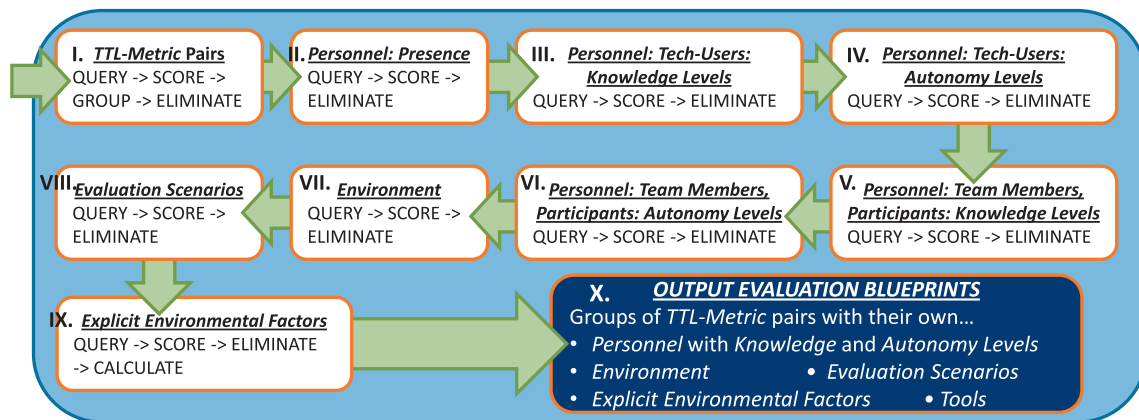 I. TTL-Metric Pairs
QUERY -> SCORE ->
GROUP -> ELIMINATE
II. Personnel: Presence
QUERY -> SCORE ->
ELIMINATE
III. Personnel: Tech-Users:
Knowledge Levels
QUERY -> SCORE -> ELIMINATE
IV. Personnel: Tech-Users:
Autonomy Levels
QUERY -> SCORE -> ELIMINATE
V. Personnel: Team Members,
Participants: Knowledge Levels
QUERY -> SCORE -> ELIMINATE
VI. Personnel: Team Members,
Participants: Autonomy Levels
QUERY -> SCORE -> ELIMINATE
VII. Environment
QUERY -> SCORE ->
ELIMINATE
VIII. Evaluation Scenarios
QUERY -> SCORE ->
ELIMINATE
IX. Explicit Environmental Factors
QUERY -> SCORE -> ELIMINATE
-> CALCULATE
X. OUTPUT EVALUATION BLUEPRINTS
Groups of TTL-Metric pairs with their own…
• Personnel with Knowledge and Autonomy Levels
• Environment • Evaluation Scenarios
• Explicit Environmental Factors • Tools